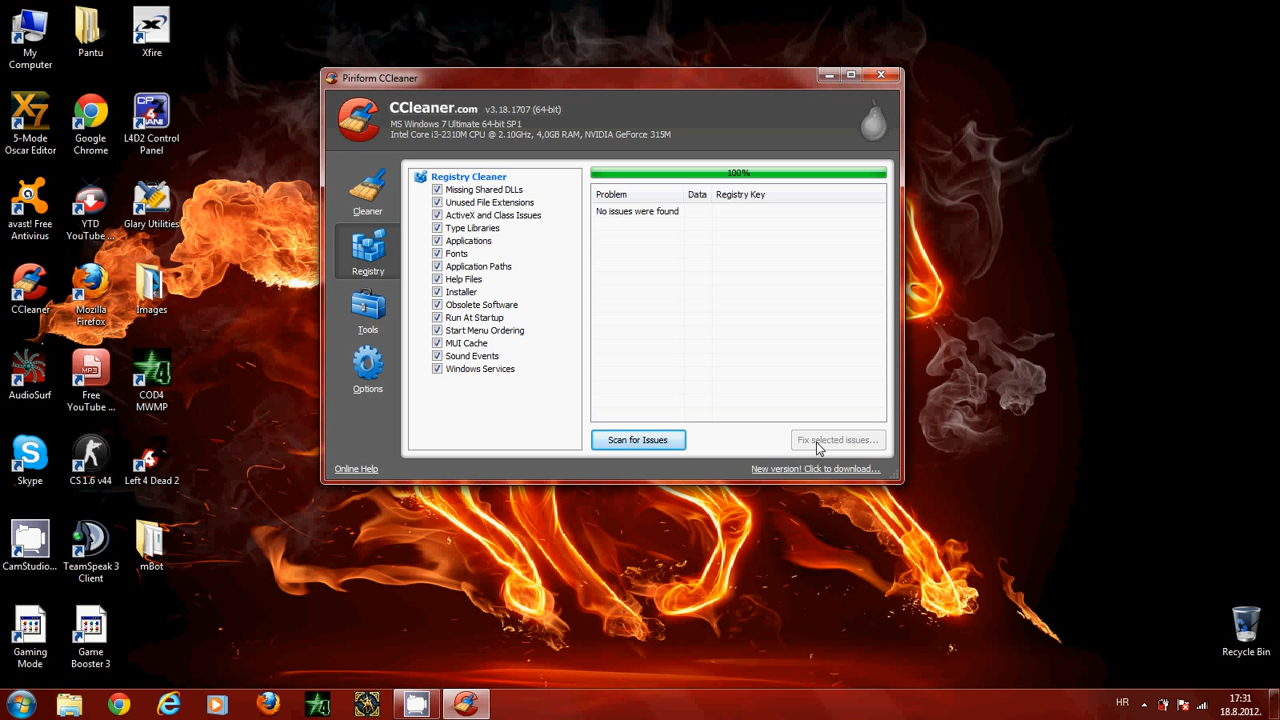 My
Computer
Pantu
Xfire
5-Mode
Oscar Editor
Google
Chrome
L4D2 Control
Panel
avast! Free
Antivirus
YTD
YouTube ...
Glary Utilities
CCleaner
Mozilla
Firefox
Images
AudioSurf
Free
YouTube ...
COD4
MWMP
Skype
CS 1.6 v44
Left 4 Dead 2
CamStudio...
TeamSpeak 3
Client
mBot
Gaming
Mode
Game
Booster 3
Recycle Bin
Piriform CCleaner
CCleaner.com v3.18.1707 (64-bit)
MS Windows 7 Ultimate 64-bit SP1
Intel Core i3-2310M CPU @ 2.10GHz, 4,0GB RAM, NVIDIA GeForce 315M
Cleaner
Registry
Tools
Options
Registry Cleaner
Missing Shared DLLs
Unused File Extensions
ActiveX and Class Issues
Type Libraries
Applications
Fonts
Application Paths
Help Files
Installer
Obsolete Software
Run At Startup
Start Menu Ordering
MUI Cache
Sound Events
Windows Services
100%
Problem Data Registry Key
No issues were found
Scan for Issues
Fix selected issues...
Online Help
New version! Click to download...
HR
17:31
18.8.2012.